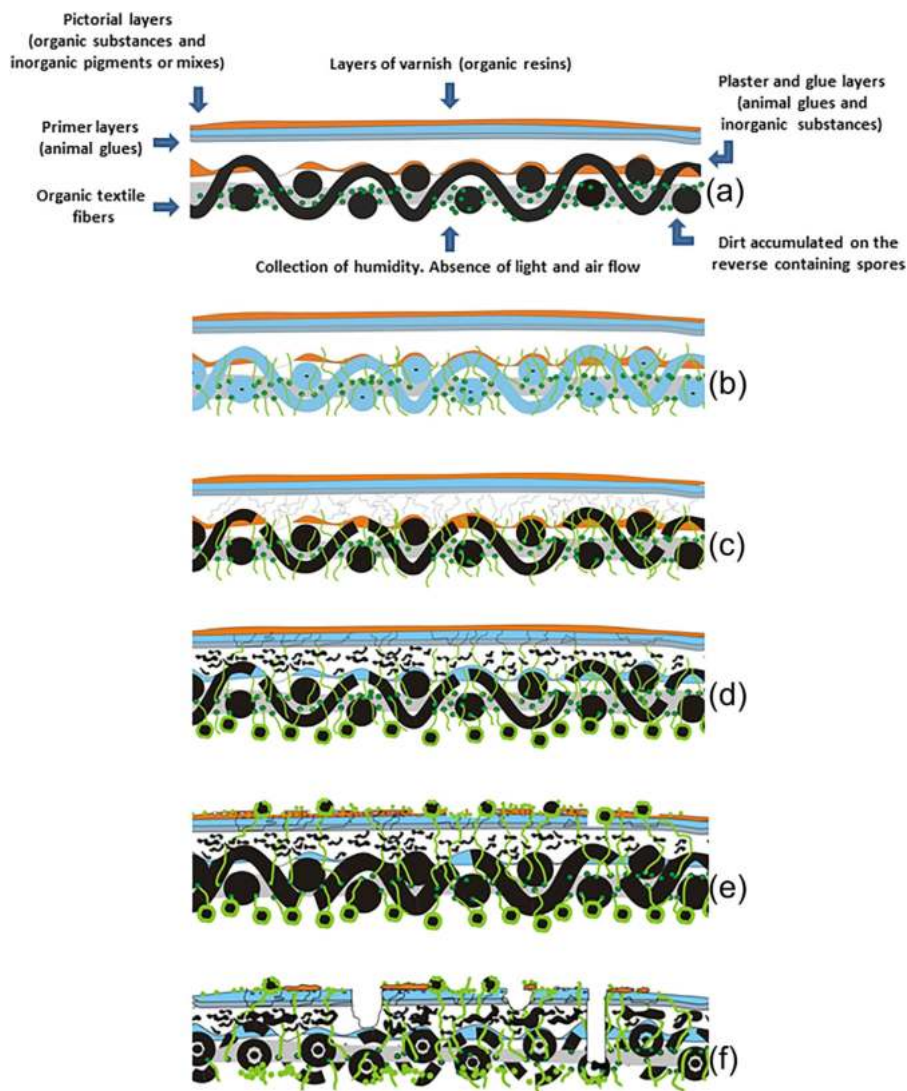 Pictorial layers
(organic substances and
inorganic pigments or mixes)
Layers of varnish (organic resins)
Plaster and glue layers
(animal glues and
inorganic substances)
Primer layers
(animal glues)
Organic textile
fibers
(a)
Dirt accumulated on the
reverse containing spores
Collection of humidity. Absence of light and air flow
(b)
(c)
(d)
(e)
(f)